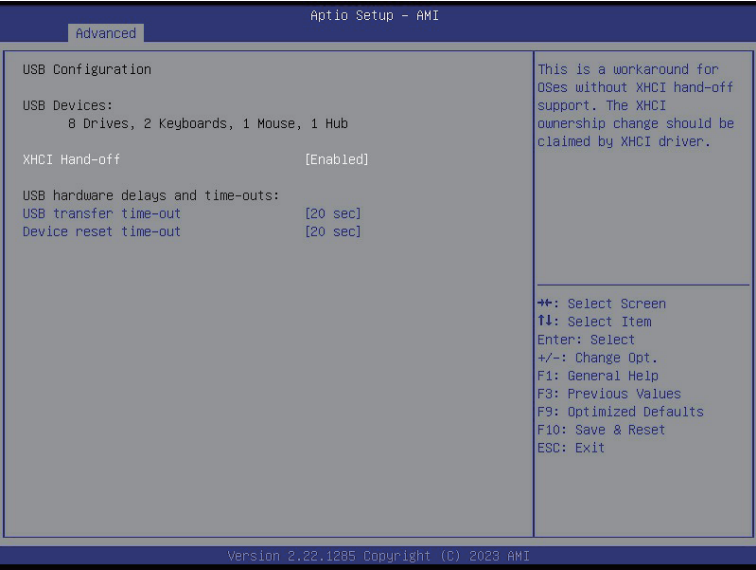 Aptio Setup – AMI
Advanced
USB Configuration
USB Devices:
8 Drives, 2 Keyboards, 1 Mouse, 1 Hub
XHCI Hand-off [Enabled]
USB hardware delays and time-outs:
USB transfer time-out [20 sec]
Device reset time-out [20 sec]
This is a workaround for
OSes without XHCI hand-off
support. The XHCI
ownership change should be
claimed by XHCI driver.
→←: Select Screen
↑↓: Select Item
Enter: Select
+/-: Change Opt.
F1: General Help
F3: Previous Values
F9: Optimized Defaults
F10: Save & Reset
ESC: Exit
Version 2.22.1285 Copyright (C) 2023 AMI